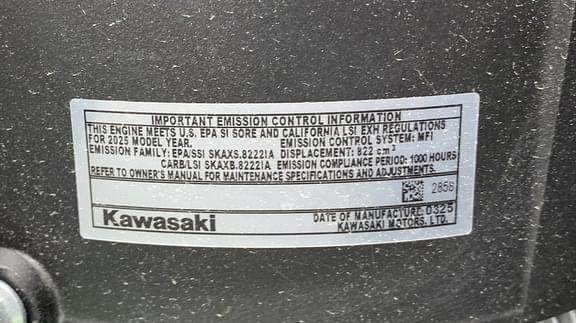 IMPORTANT EMISSION CONTROL INFORMATION
THIS ENGINE MEETS U.S. EPA SI SORE AND CALIFORNIA LSI EXH REGULATIONS
FOR 2025 MODEL YEAR. EMISSION CONTROL SYSTEM: MFI
EMISSION FAMILY: EPA/SSI SKAXS.8222IA DISPLACEMENT: 822 cm³
CARB/LSI SKAXB.8222IA EMISSION COMPLIANCE PERIOD: 1000 HOURS
REFER TO OWNER'S MANUAL FOR MAINTENANCE SPECIFICATIONS AND ADJUSTMENTS.
2858
Kawasaki DATE OF MANUFACTURE: 0325
KAWASAKI MOTORS, LTD.